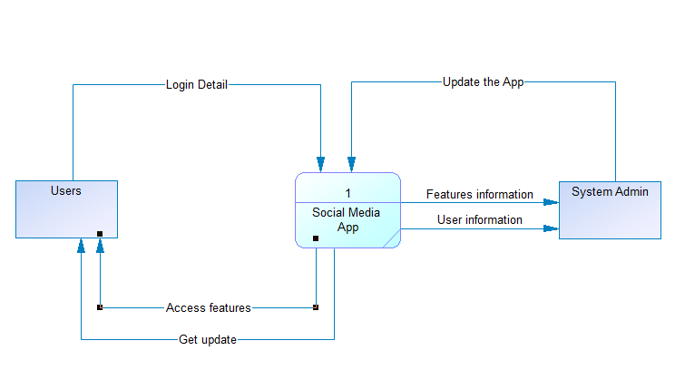 Login Detail
Update the App
Users
1
Social Media
App
Features information
User information
System Admin
Access features
Get update